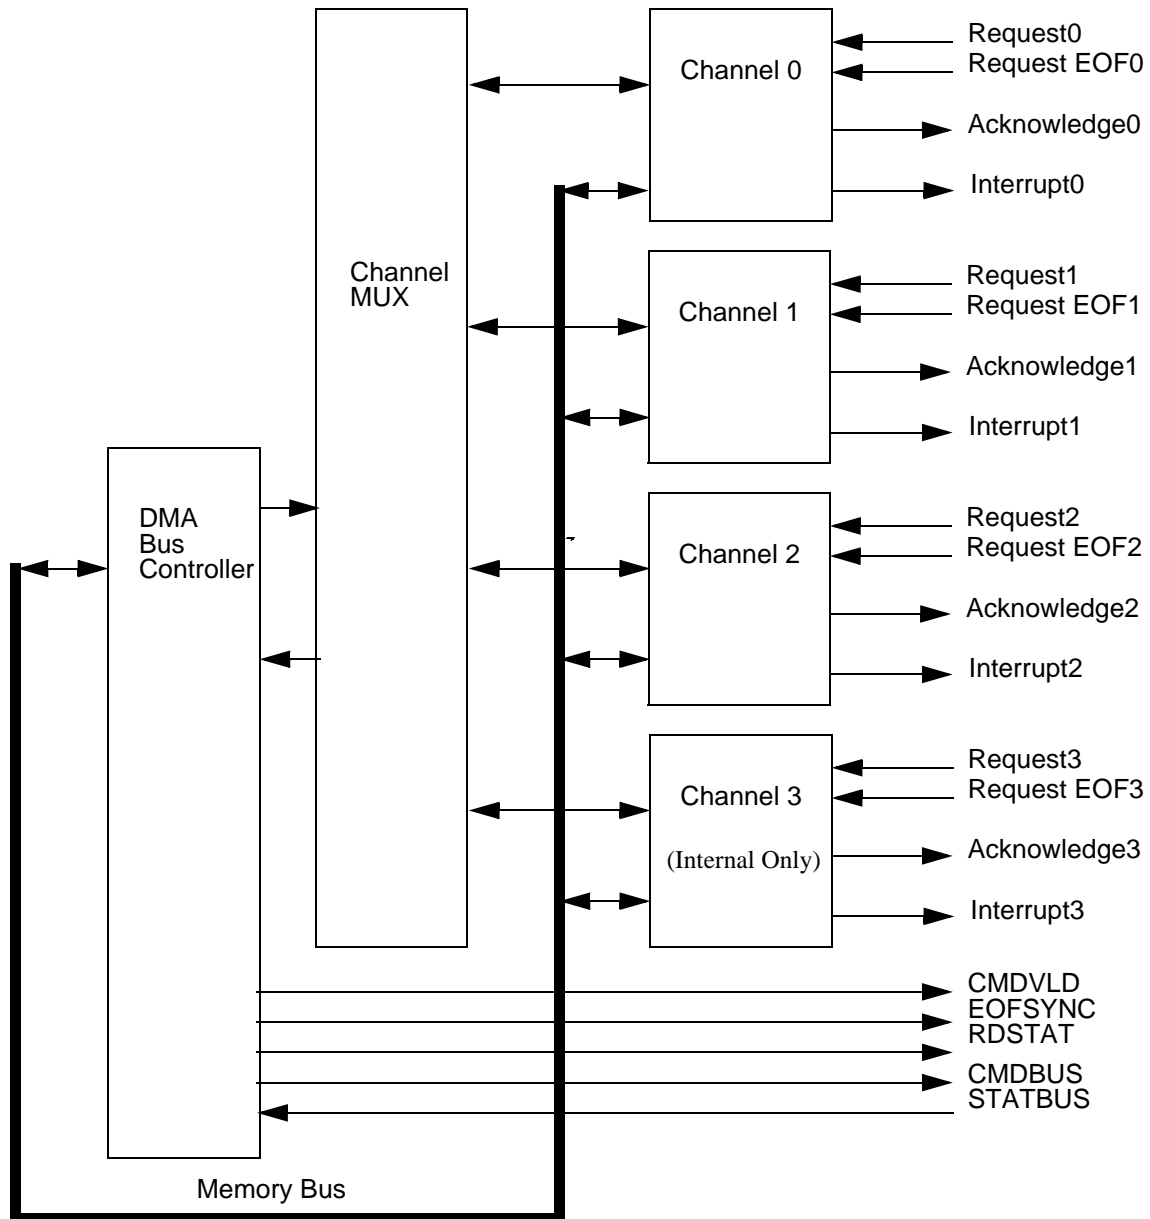 Channel 0
Request0
Request EOF0
Acknowledge0
Interrupt0
Channel
MUX
Channel 1
Request1
Request EOF1
Acknowledge1
Interrupt1
DMA
Bus
Controller
Channel 2
Request2
Request EOF2
Acknowledge2
Interrupt2
Channel 3
(Internal Only)
Request3
Request EOF3
Acknowledge3
Interrupt3
CMDVLD
EOFSYNC
RDSTAT
CMDBUS
STATBUS
Memory Bus